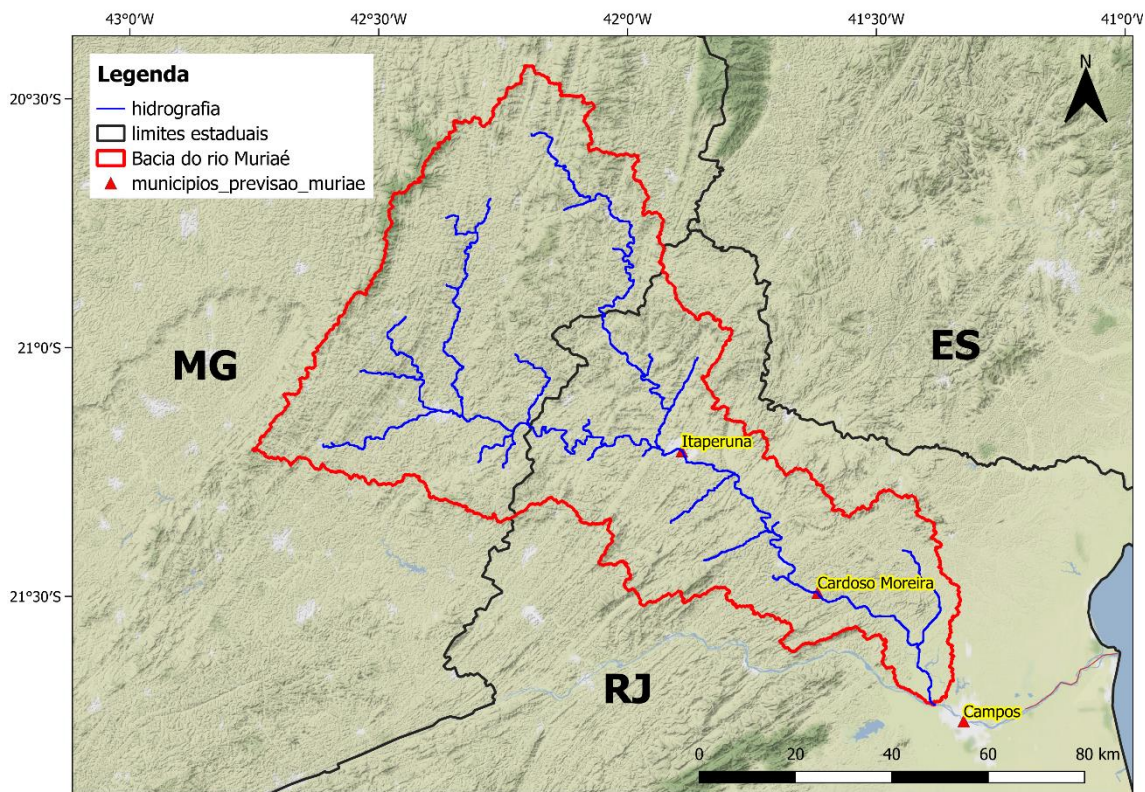 43°0'W 42°30'W 42°0'W 41°30'W 41°0'W
Legenda
hidrografia
limites estaduais
Bacia do rio Muriaé
municipios_previsao_muriae
N
20°30'S
21°0'S
21°30'S
MG
ES
RJ
Itaperuna
Cardoso Moreira
Campos
0 20 40 60 80 km